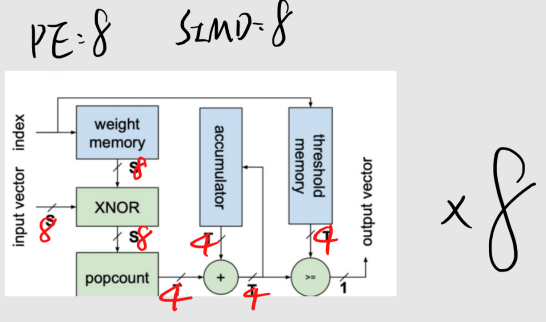 PE=8 SIMD=8
index
weight memory
accumulator
threshold memory
S 8
input vector
S 8
XNOR
output vector
S 8
T 4
T 4
popcount
T 4
+
T 4
>=
1
×8